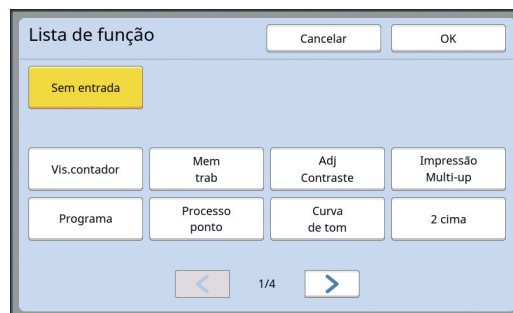 Lista de função
Cancelar
OK
Sem entrada
Vis.contador
Mem
trab
Adj
Contraste
Impressão
Multi-up
Programa
Processo
ponto
Curva
de tom
2 cima
1/4